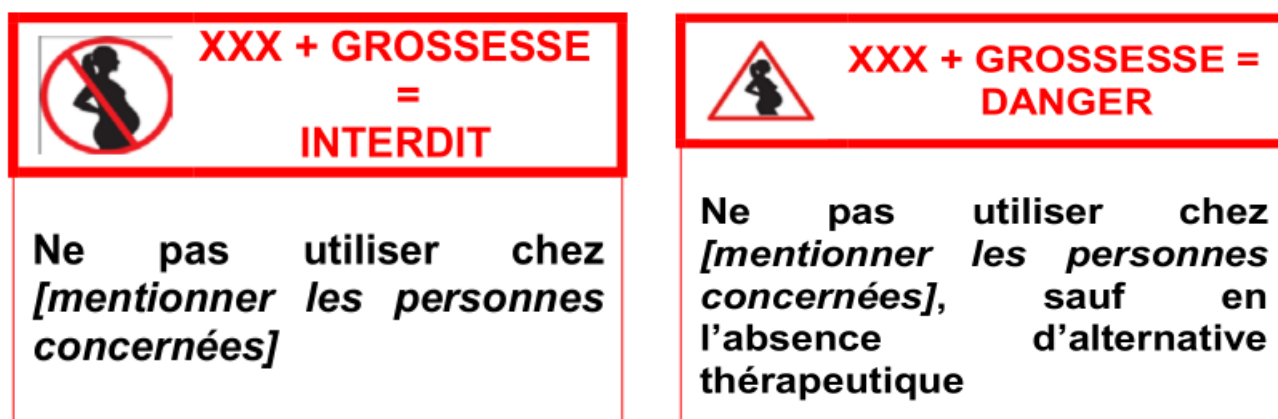 XXX + GROSSESSE
=
INTERDIT
Ne pas utiliser chez
[mentionner les personnes
concernées]
XXX + GROSSESSE =
DANGER
Ne pas utiliser chez
[mentionner les personnes
concernées], sauf en
l’absence d’alternative
thérapeutique